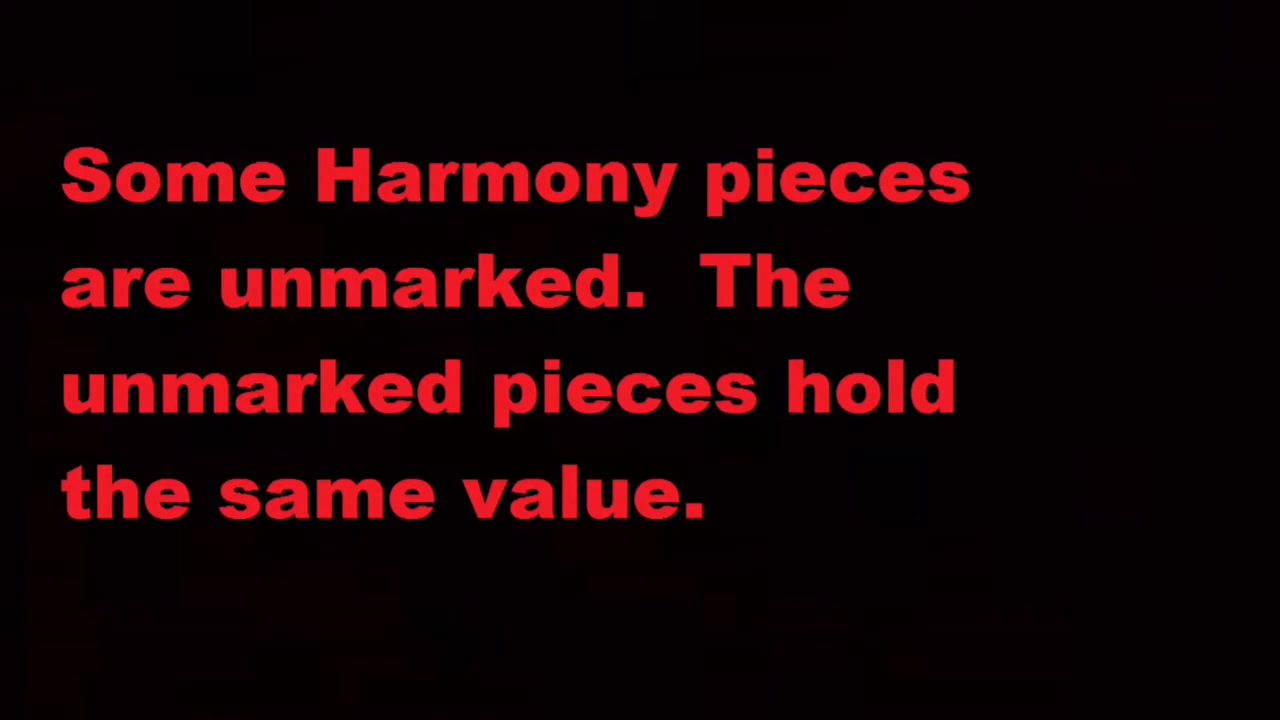 Some Harmony pieces
are unmarked.  The
unmarked pieces hold
the same value.